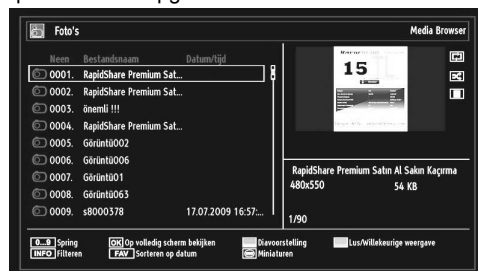 Foto's
Media Browser
Neen Bestandsnaam Datum/tijd
0001. RapidShare Premium Sat...
0002. RapidShare Premium Sat...
0003. önemli !!!
0004. RapidShare Premium Sat...
0005. Görüntü002
0006. Görüntü006
0007. Görüntü01
0008. Görüntü063
0009. s8000378 17.07.2009 16:57:...
15
RapidShare Premium Satın Al Sakın Kaçırma
480x550 54 KB
1/90
0...9 Spring OK Op volledig scherm bekijken Diavoorstelling Lus/Willekeurige weergave
INFO Filteren FAV Sorteren op datum Miniaturen